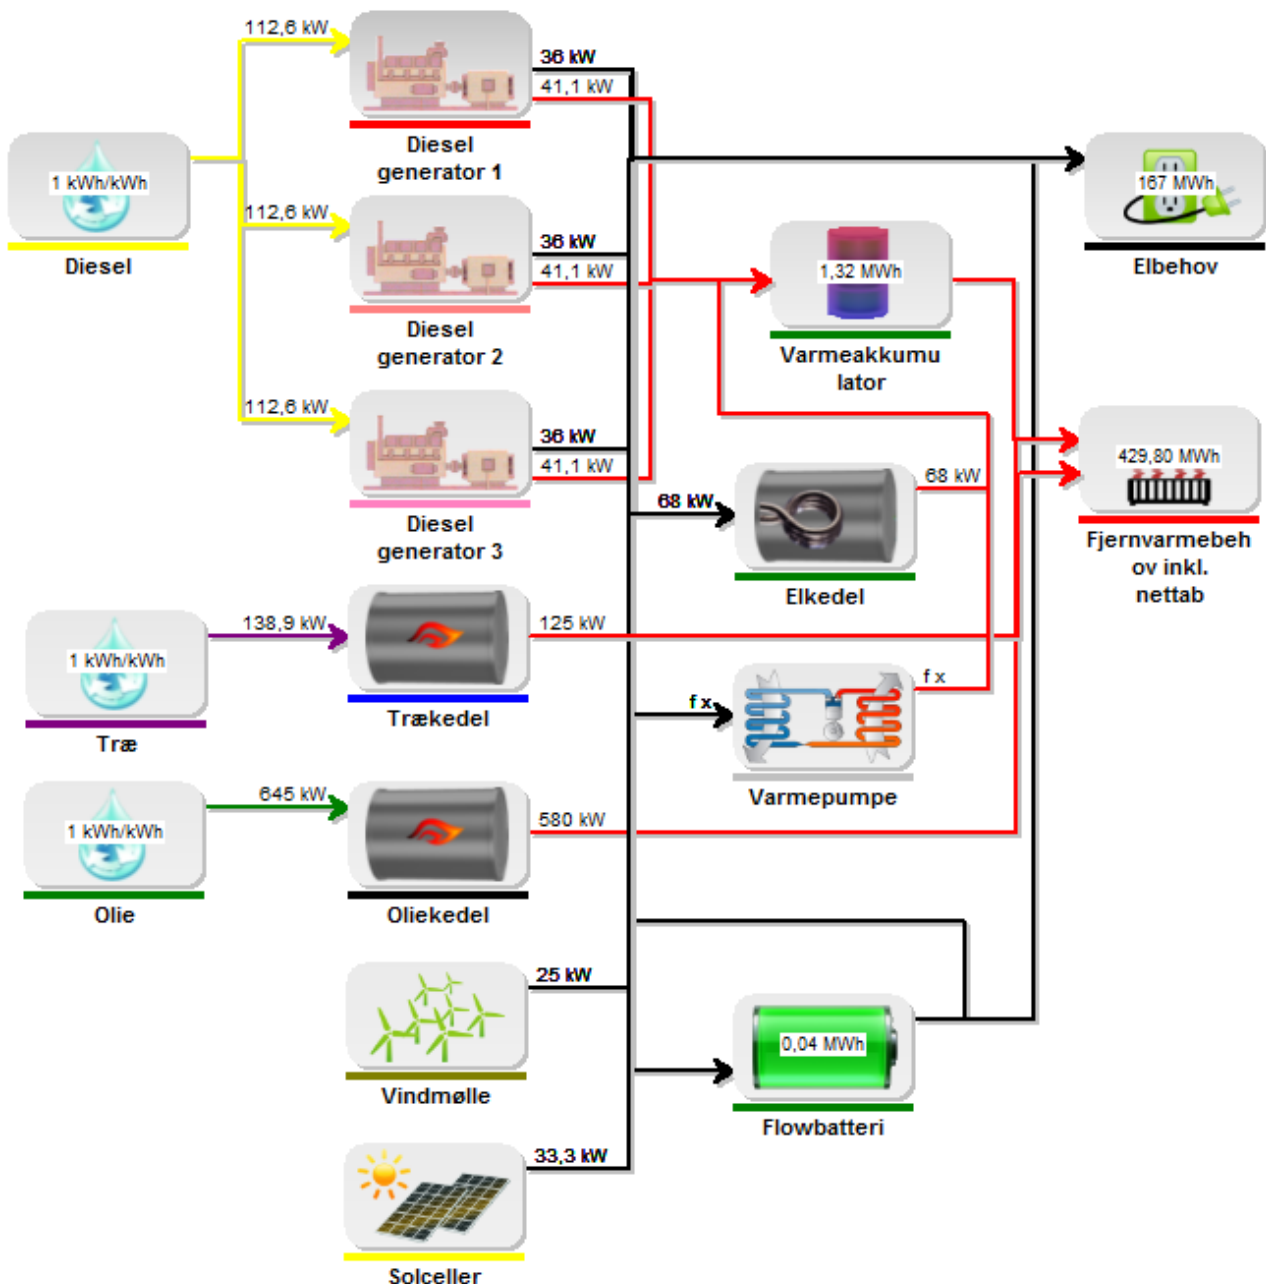 112,6 kW
36 kW
41,1 kW
Diesel
generator 1
1 kWh/kWh
Diesel
112,6 kW
36 kW
41,1 kW
Diesel
generator 2
112,6 kW
36 kW
41,1 kW
Diesel
generator 3
167 MWh
Elbehov
1,32 MWh
Varmeakkumu
lator
429,80 MWh
Fjernvarmebeh
ov inkl.
nettab
68 kW
68 kW
Elkedel
1 kWh/kWh
Træ
138,9 kW
125 kW
Trækedel
f x
f x
Varmepumpe
1 kWh/kWh
Olie
645 kW
580 kW
Oliekedel
25 kW
Vindmølle
0,04 MWh
Flowbatteri
33,3 kW
Solceller